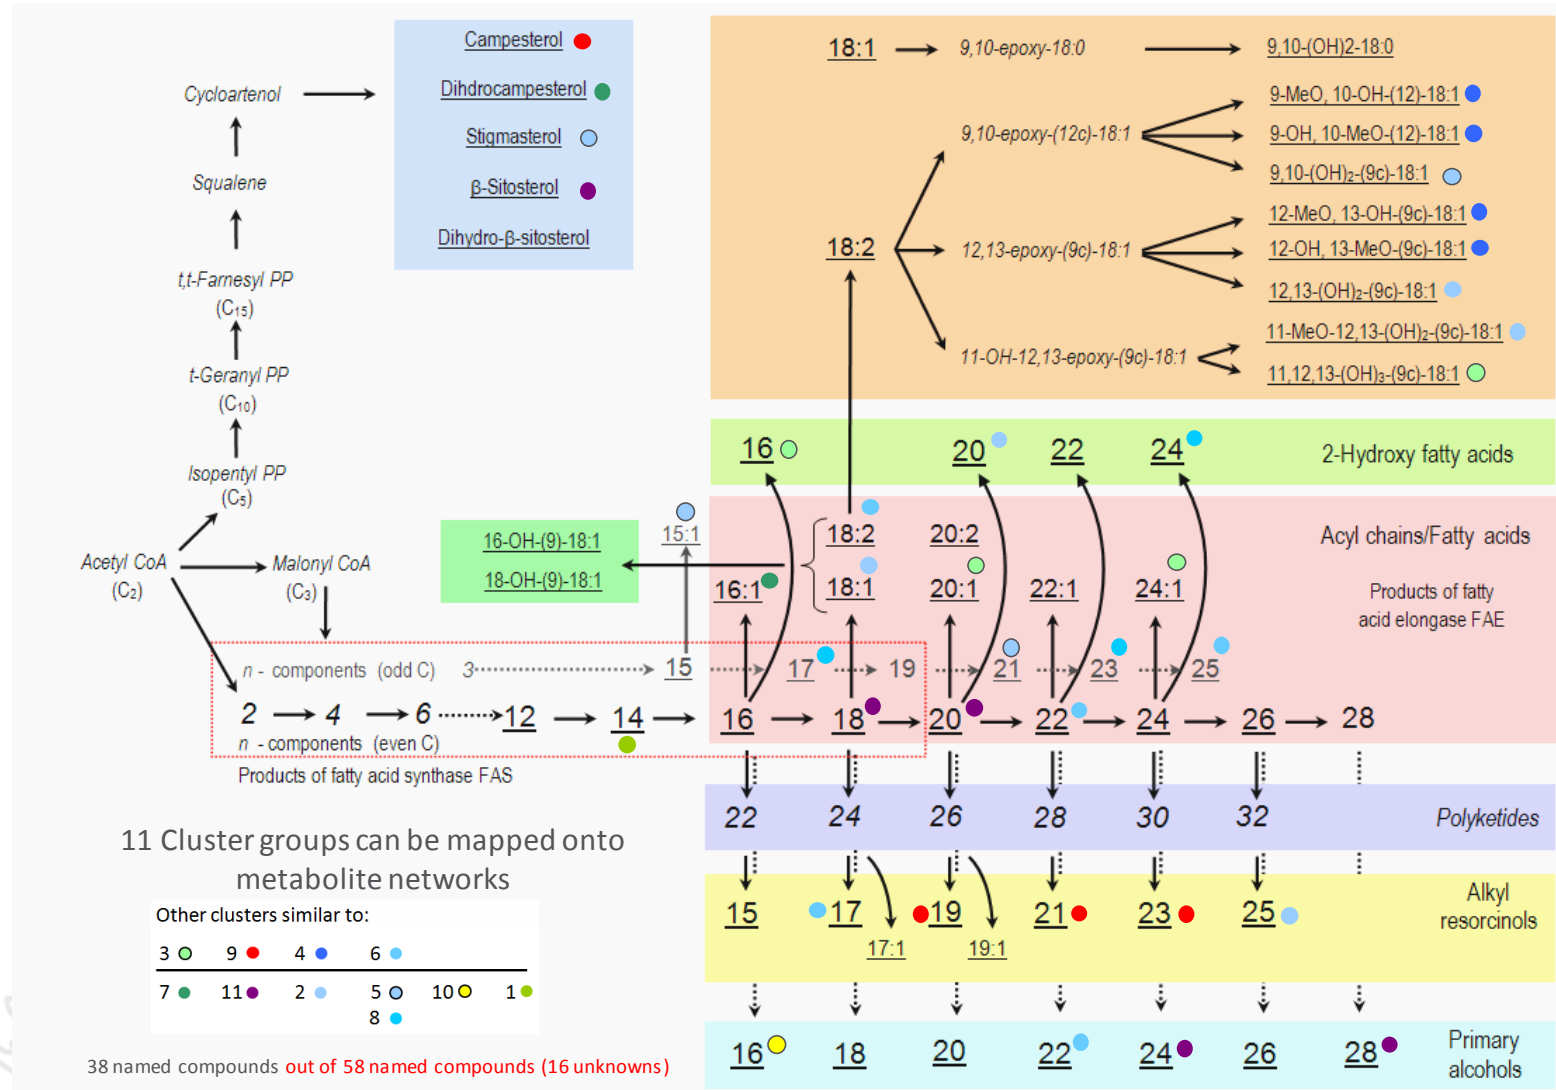 Campesterol
Dihdrocampesterol
Stigmasterol
β-Sitosterol
Dihydro-β-sitosterol
Cycloartenol
Squalene
t,t-Farnesyl PP
(C₁₅)
t-Geranyl PP
(C₁₀)
Isopentyl PP
(C₅)
Acetyl CoA
(C₂)
Malonyl CoA
(C₃)
18:1 9,10-epoxy-18:0 9,10-(OH)2-18:0
9-MeO, 10-OH-(12)-18:1
9,10-epoxy-(12c)-18:1 9-OH, 10-MeO-(12)-18:1
9,10-(OH)₂-(9c)-18:1
12-MeO, 13-OH-(9c)-18:1
18:2 12,13-epoxy-(9c)-18:1 12-OH, 13-MeO-(9c)-18:1
12,13-(OH)₂-(9c)-18:1
11-MeO-12,13-(OH)₂-(9c)-18:1
11-OH-12,13-epoxy-(9c)-18:1
11,12,13-(OH)₃-(9c)-18:1
16 20 22 24 2-Hydroxy fatty acids
16-OH-(9)-18:1
18-OH-(9)-18:1
15:1 18:2 20:2 Acyl chains/Fatty acids
16:1 18:1 20:1 22:1 24:1
Products of fatty
acid elongase FAE
n - components (odd C) 3 15 17 19 21 23 25
2 4 6 12 14 16 18 20 22 24 26 28
n - components (even C)
Products of fatty acid synthase FAS
22 24 26 28 30 32 Polyketides
15 17 19 21 23 25 Alkyl
resorcinols
17:1 19:1
16 18 20 22 24 26 28 Primary
alcohols
11 Cluster groups can be mapped onto
metabolite networks
Other clusters similar to:
3 9 4 6
7 11 2 5 10 1
8
38 named compounds out of 58 named compounds (16 unknowns)